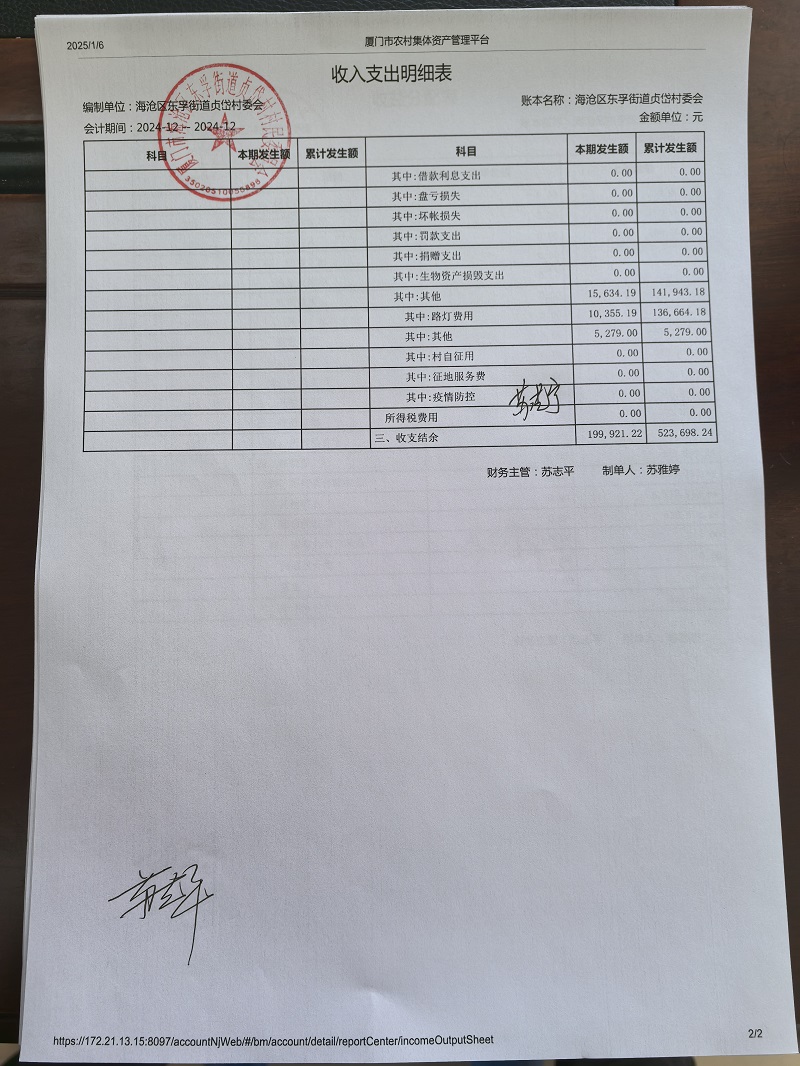 2025/1/6 厦门市农村集体资产管理平台
收入支出明细表
编制单位：海沧区东孚街道贞岱村委会 账本名称：海沧区东孚街道贞岱村委会
会计期间：2024-12 -- 2024-12 金额单位：元
科目 本期发生额 累计发生额 科目 本期发生额 累计发生额
其中:借款利息支出 0.00 0.00
其中:盘亏损失 0.00 0.00
其中:坏帐损失 0.00 0.00
其中:罚款支出 0.00 0.00
其中:捐赠支出 0.00 0.00
其中:生物资产损毁支出 0.00 0.00
其中:其他 15,634.19 141,943.18
其中:路灯费用 10,355.19 136,664.18
其中:其他 5,279.00 5,279.00
其中:村自征用 0.00 0.00
其中:征地服务费 0.00 0.00
其中:疫情防控 0.00 0.00
所得税费用 0.00 0.00
三、收支结余 199,921.22 523,698.24
财务主管：苏志平 制单人：苏雅婷
https://172.21.13.15:8097/accountNjWeb/#/bm/account/detail/reportCenter/incomeOutputSheet 2/2